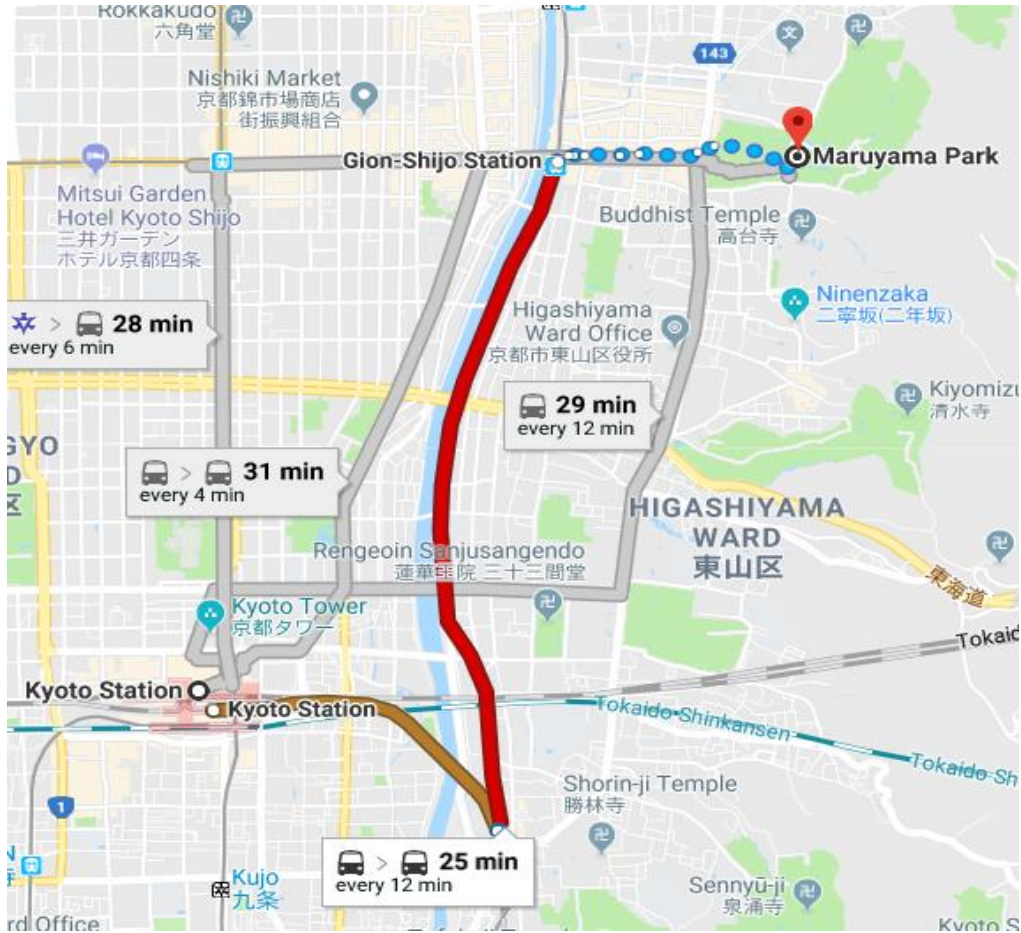 Rokkakudo
六角堂
143
文
Nishiki Market
京都錦市場商店
街振興組合
Gion-Shijo Station
Maruyama Park
Mitsui Garden
Hotel Kyoto Shijo
三井ガーデン
ホテル京都四条
Buddhist Temple
高台寺
Ninenzaka
二寧坂(二年坂)
> 28 min
every 6 min
Higashiyama
Ward Office
京都市東山区役所
Kiyomizu
清水寺
29 min
every 12 min
GYO
D
区
> 31 min
every 4 min
HIGASHIYAMA
WARD
東山区
Rengeoin Sanjusangendo
蓮華王院 三十三間堂
東海道
Kyoto Tower
京都タワー
Tokaid
Kyoto Station
Kyoto Station
Tokaido Shinkansen
Tokaido Sh
1
Shorin-ji Temple
勝林寺
> 25 min
every 12 min
Kujo
九条
Sennyū-ji
泉涌寺
rd Office
Kyoto S